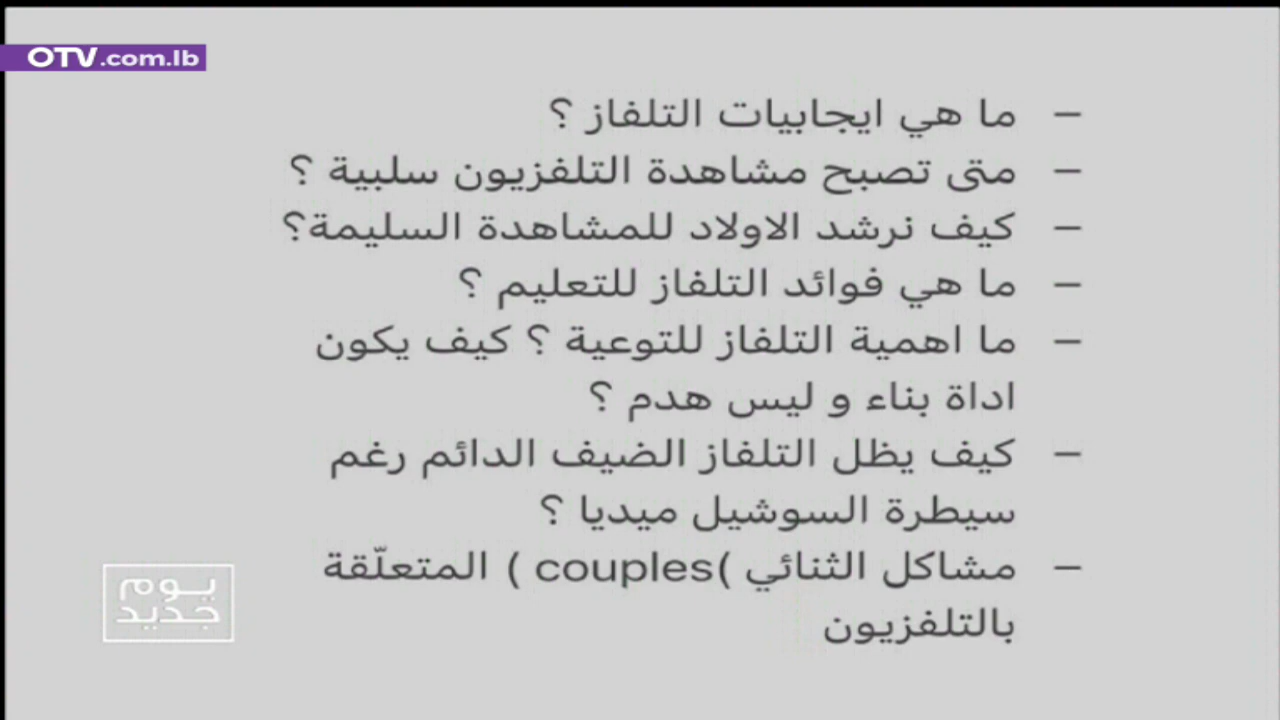 OTV.com.lb
– ما هي ايجابيات التلفاز ؟
– متى تصبح مشاهدة التلفزيون سلبية ؟
– كيف نرشد الاولاد للمشاهدة السليمة؟
– ما هي فوائد التلفاز للتعليم ؟
– ما اهمية التلفاز للتوعية ؟ كيف يكون
اداة بناء و ليس هدم ؟
– كيف يظل التلفاز الضيف الدائم رغم
سيطرة السوشيل ميديا ؟
– مشاكل الثنائي )couples ( المتعلّقة
بالتلفزيون
يوم
جديد